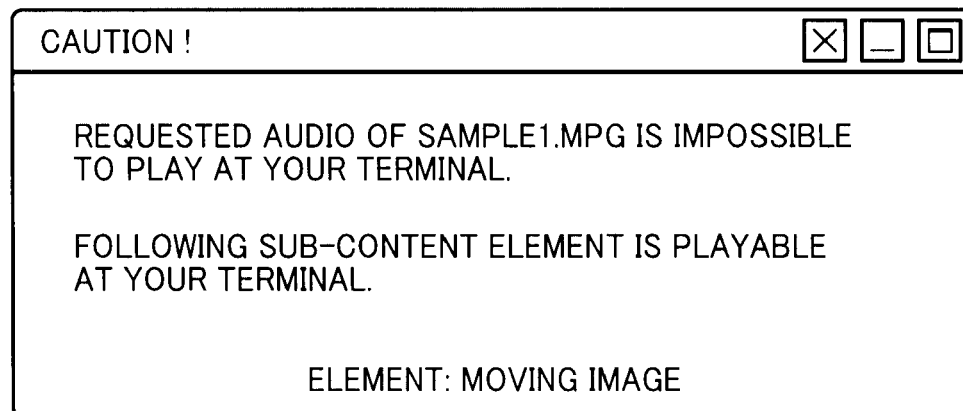 CAUTION !
REQUESTED AUDIO OF SAMPLE1.MPG IS IMPOSSIBLE
TO PLAY AT YOUR TERMINAL.
FOLLOWING SUB-CONTENT ELEMENT IS PLAYABLE
AT YOUR TERMINAL.
ELEMENT: MOVING IMAGE